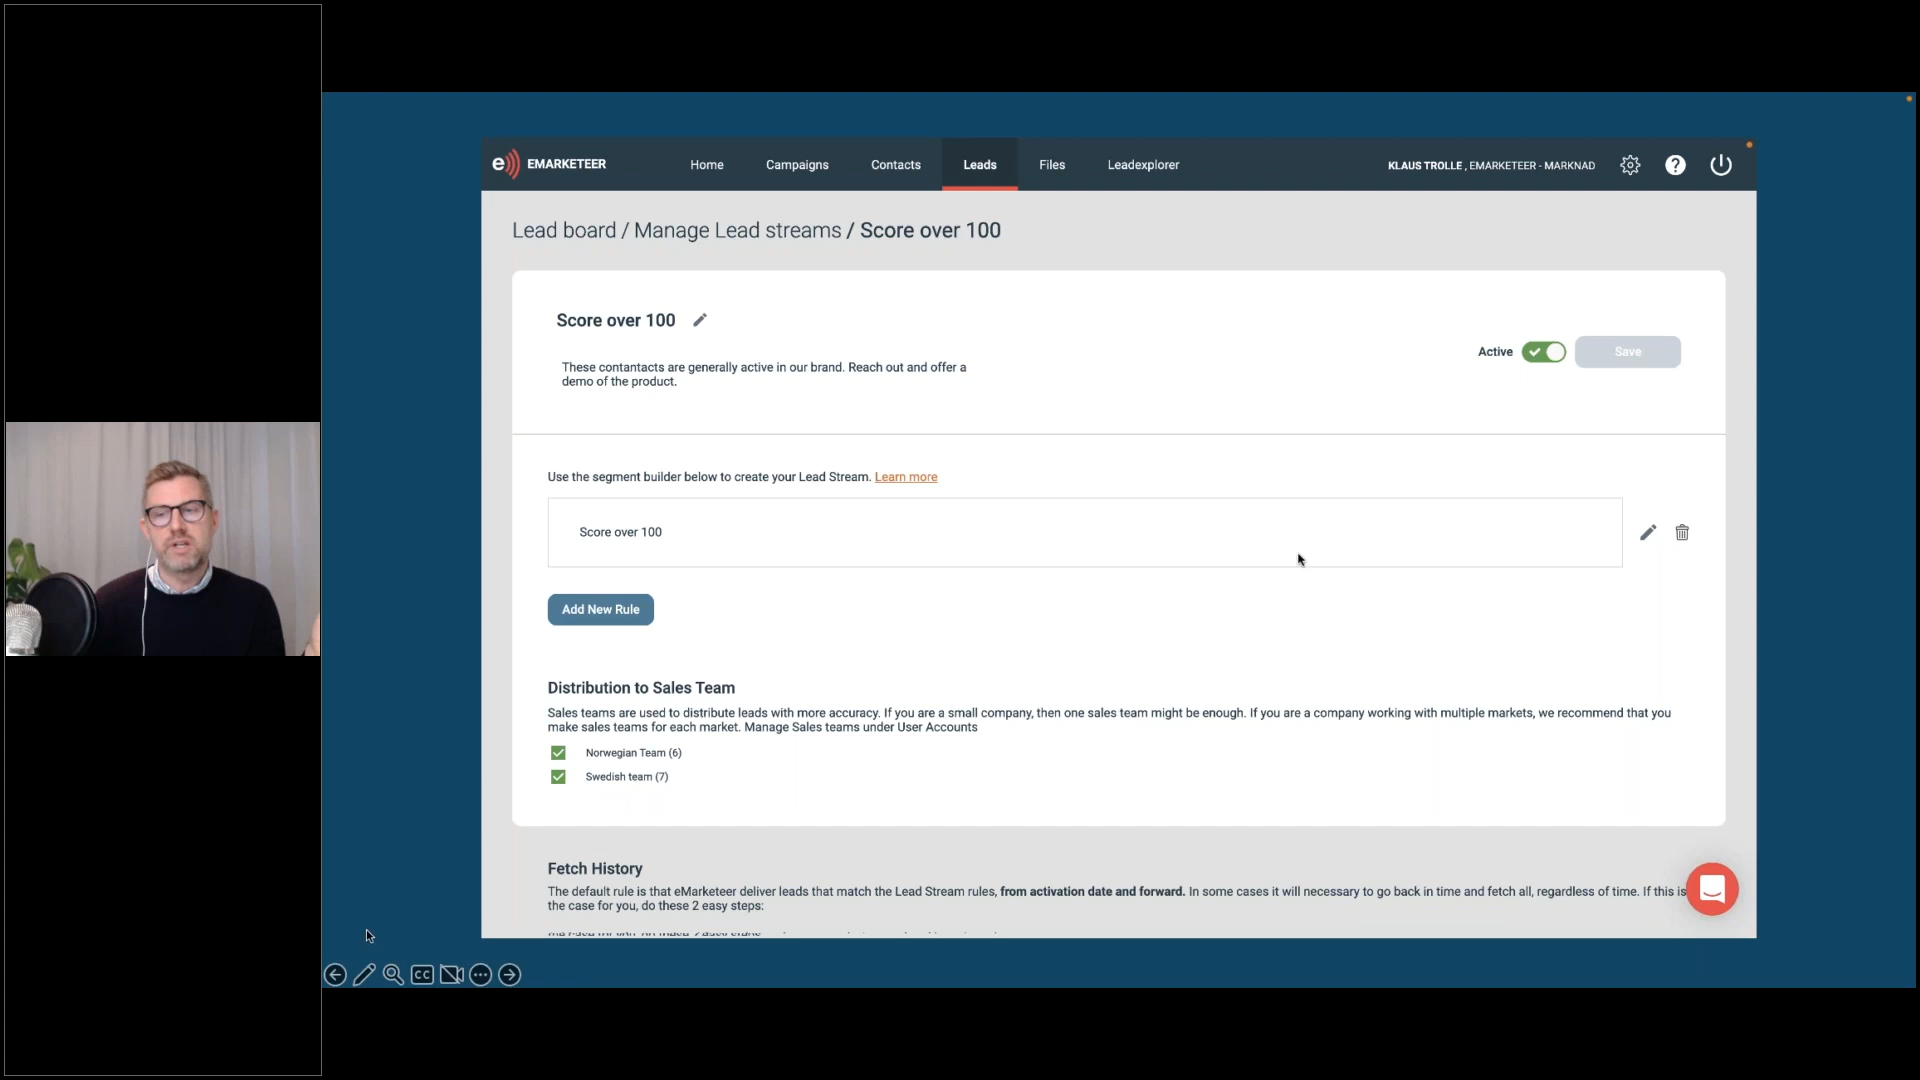 e EMARKETEER
Home
Campaigns
Contacts
Leads
Files
Leadexplorer
KLAUS TROLLE , EMARKETEER - MARKNAD
?
Lead board / Manage Lead streams / Score over 100
Score over 100
These contantacts are generally active in our brand. Reach out and offer a
demo of the product.
Active
Save
Use the segment builder below to create your Lead Stream. Learn more
Score over 100
Add New Rule
Distribution to Sales Team
Sales teams are used to distribute leads with more accuracy. If you are a small company, then one sales team might be enough. If you are a company working with multiple markets, we recommend that you
make sales teams for each market. Manage Sales teams under User Accounts
Norwegian Team (6)
Swedish team (7)
Fetch History
The default rule is that eMarketeer deliver leads that match the Lead Stream rules, from activation date and forward. In some cases it will necessary to go back in time and fetch all, regardless of time. If this is
the case for you, do these 2 easy steps:
CC